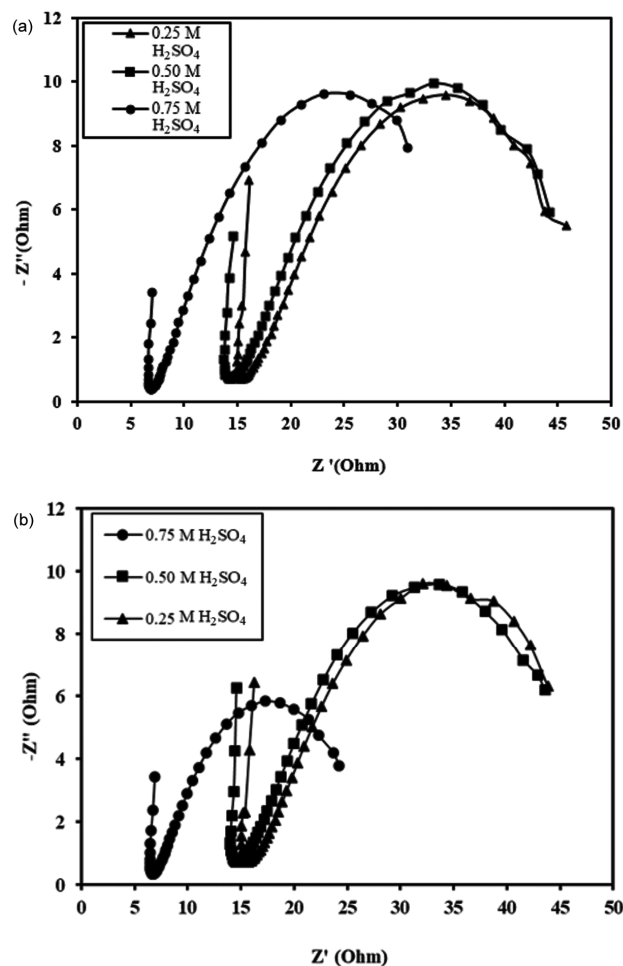 (a)
12
10
8
6
4
2
0
- Z"(Ohm)
0.25 M
H₂SO₄
0.50 M
H₂SO₄
0.75 M
H₂SO₄
0 5 10 15 20 25 30 35 40 45 50
Z '(Ohm)
(b)
12
10
8
6
4
2
0
-Z" (Ohm)
0.75 M H₂SO₄
0.50 M H₂SO₄
0.25 M H₂SO₄
0 5 10 15 20 25 30 35 40 45 50
Z' (Ohm)